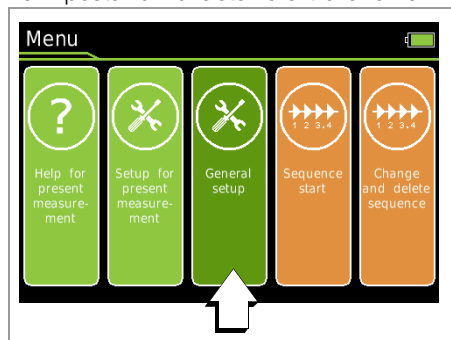 Menu
?
Help for
present
measure-
ment
Setup for
present
measure-
ment
General
setup
1 2 3.4
Sequence
start
1 2 3.4
Change
and delete
sequence